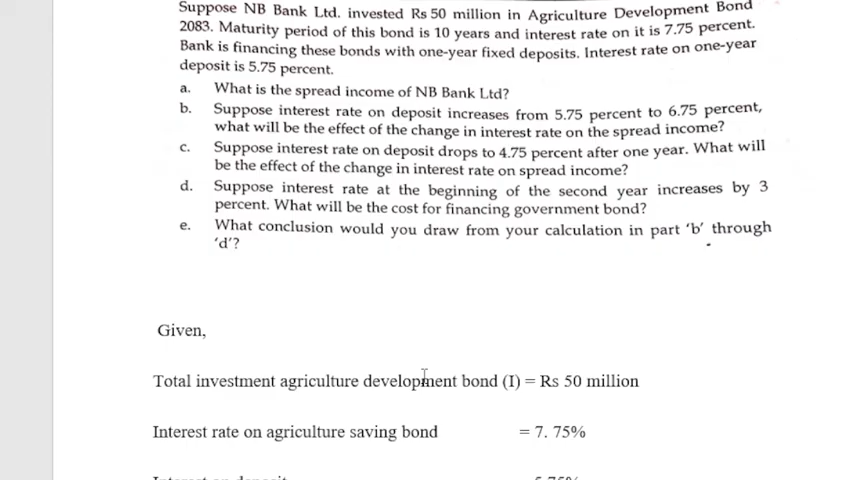 Suppose NB Bank Ltd. invested Rs 50 million in Agriculture Development Bond
2083. Maturity period of this bond is 10 years and interest rate on it is 7.75 percent.
Bank is financing these bonds with one-year fixed deposits. Interest rate on one-year
deposit is 5.75 percent.
a. What is the spread income of NB Bank Ltd?
b. Suppose interest rate on deposit increases from 5.75 percent to 6.75 percent,
what will be the effect of the change in interest rate on the spread income?
c. Suppose interest rate on deposit drops to 4.75 percent after one year. What will
be the effect of the change in interest rate on spread income?
d. Suppose interest rate at the beginning of the second year increases by 3
percent. What will be the cost for financing government bond?
e. What conclusion would you draw from your calculation in part 'b' through
'd'?
Given,
Total investment agriculture development bond (I) = Rs 50 million
Interest rate on agriculture saving bond = 7. 75%